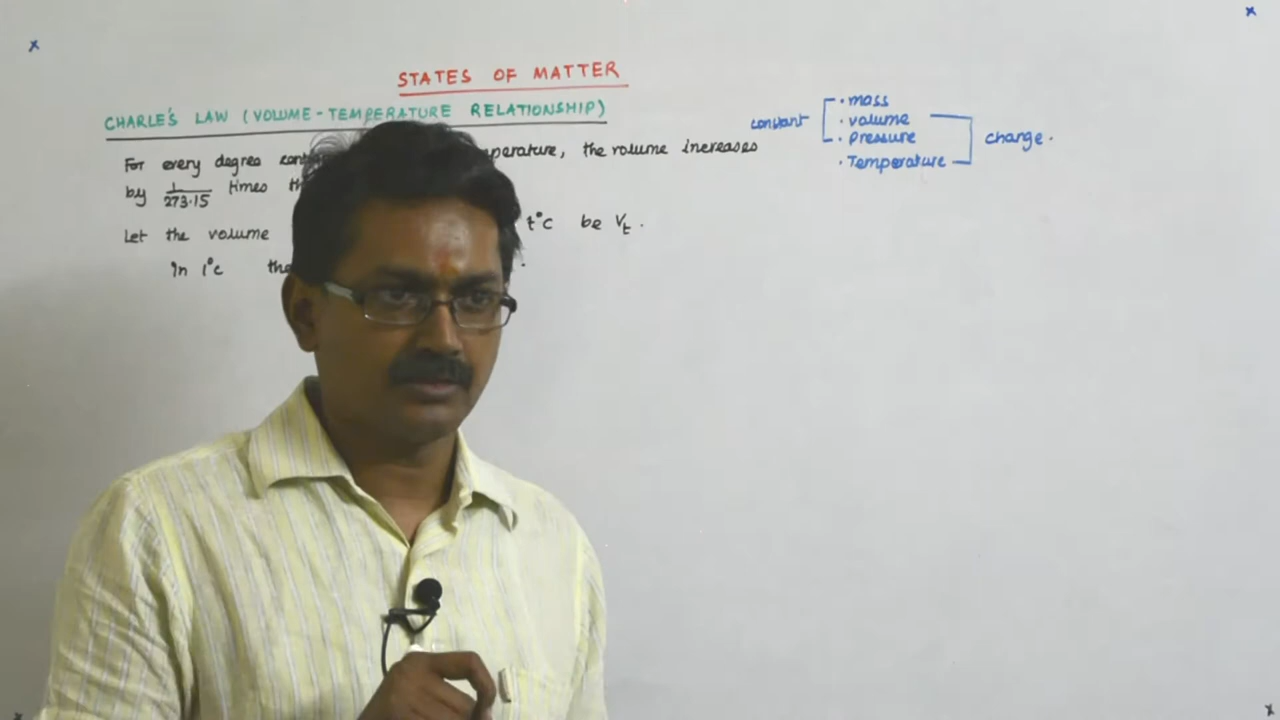 STATES OF MATTER
CHARLE'S LAW (VOLUME-TEMPERATURE RELATIONSHIP)
For every degree perature, the volume increases
by 1/273.15 times
Let the volume t°c be Vt.
In 1°c
constant
· mass
· volume
· Pressure
· Temperature
change.